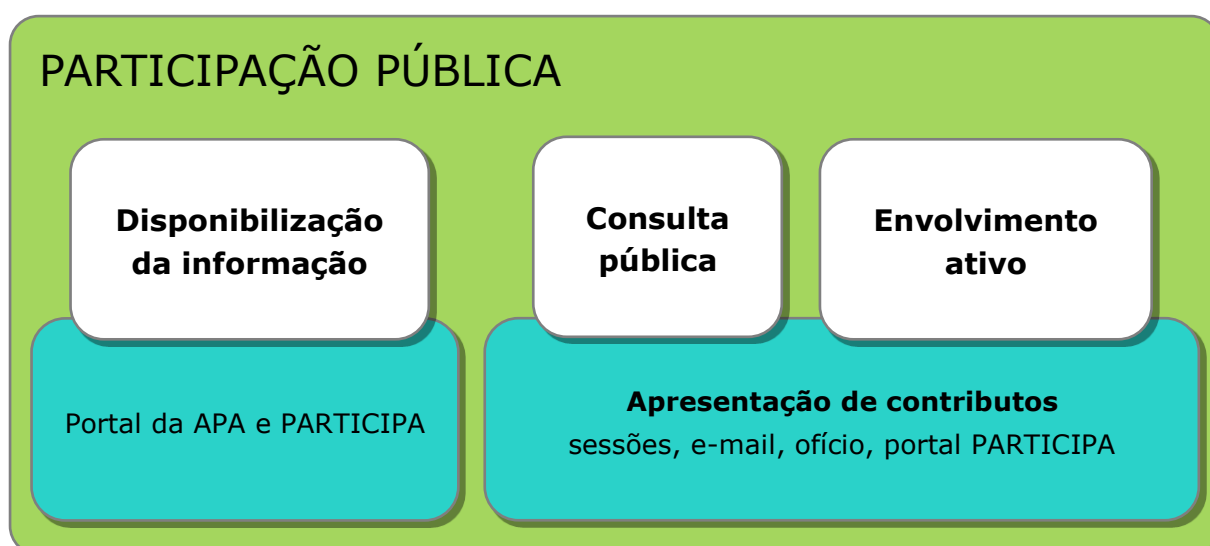 PARTICIPAÇÃO PÚBLICA
Disponibilização
da informação
Portal da APA e PARTICIPA
Consulta
pública
Envolvimento
ativo
Apresentação de contributos
sessões, e-mail, ofício, portal PARTICIPA